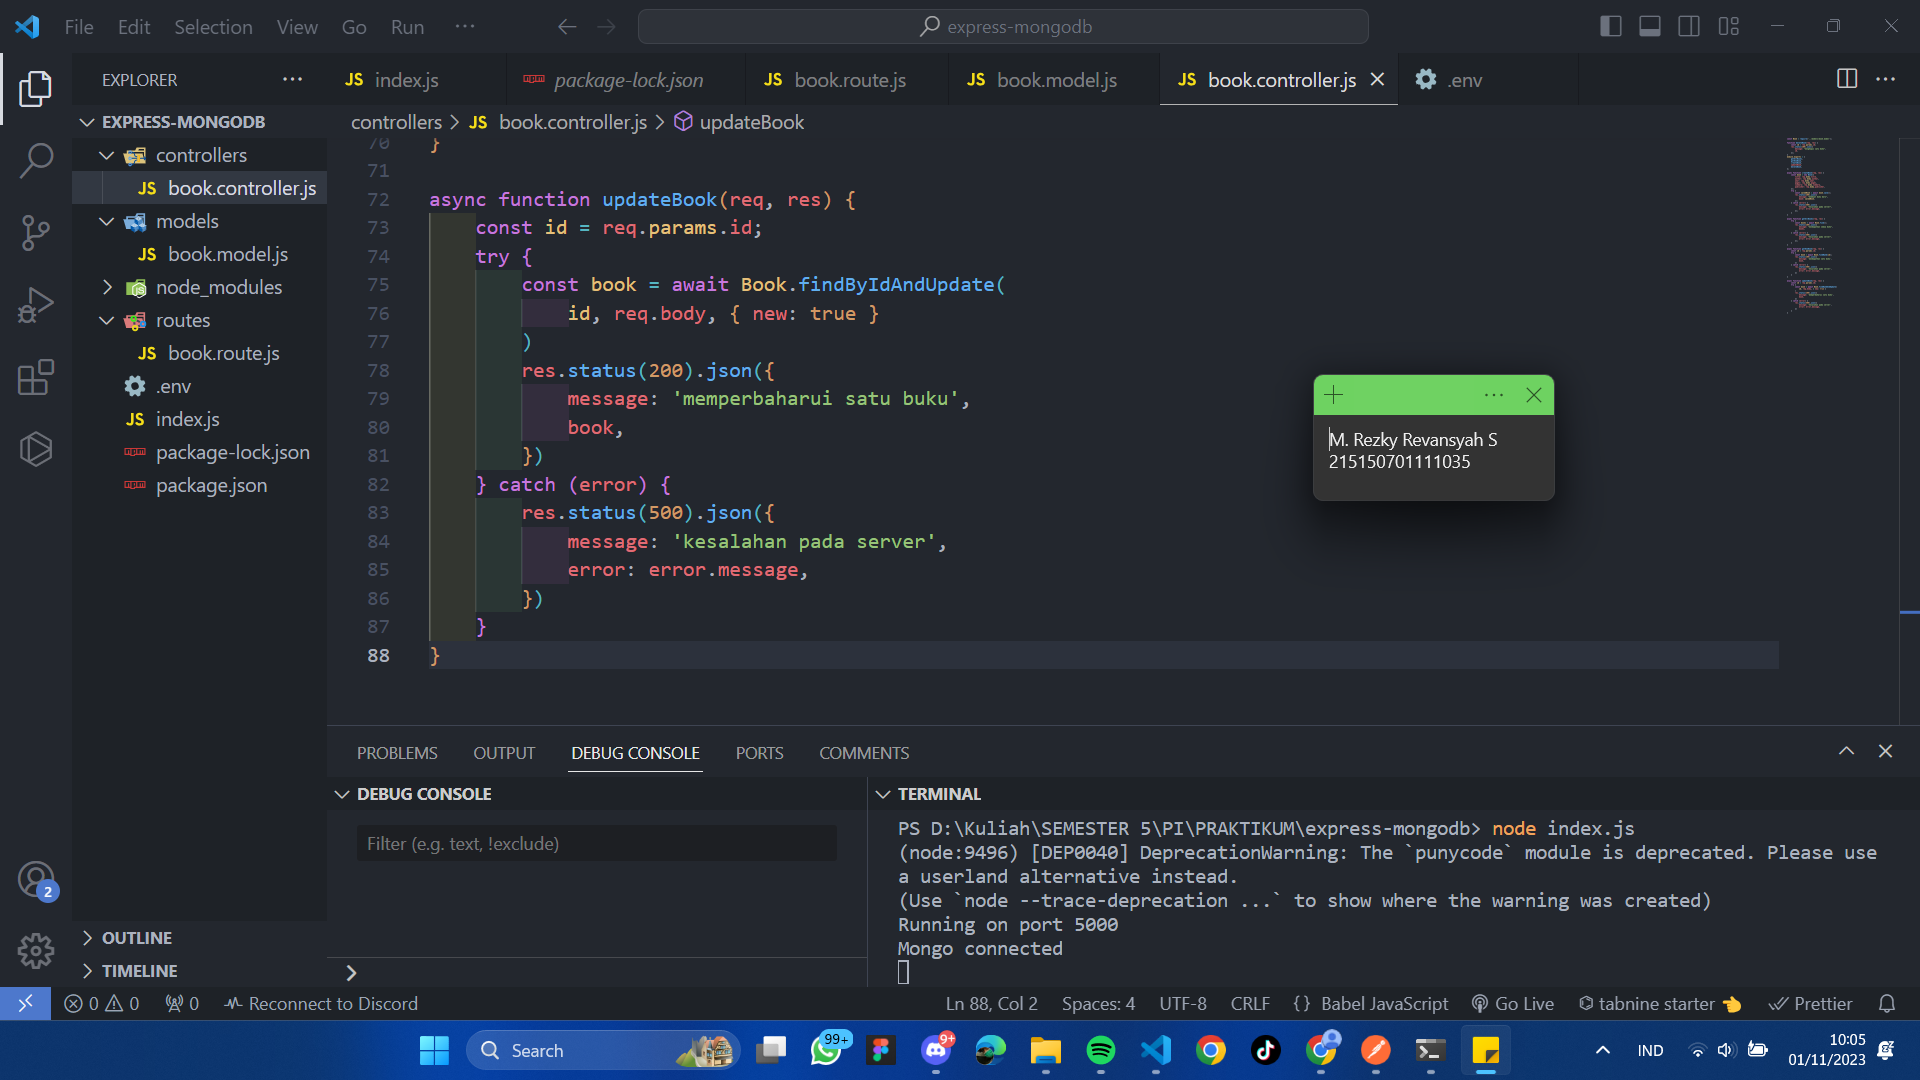 File Edit Selection View Go Run ···
express-mongodb
EXPLORER ···
JS index.js
package-lock.json
JS book.route.js
JS book.model.js
JS book.controller.js
.env
···
EXPRESS-MONGODB
controllers
JS book.controller.js
models
JS book.model.js
node_modules
routes
JS book.route.js
.env
JS index.js
package-lock.json
package.json
OUTLINE
TIMELINE
controllers > JS book.controller.js > updateBook
70 }
71
72 async function updateBook(req, res) {
73 const id = req.params.id;
74 try {
75 const book = await Book.findByIdAndUpdate(
76 id, req.body, { new: true }
77 )
78 res.status(200).json({
79 message: 'memperbaharui satu buku',
80 book,
81 })
82 } catch (error) {
83 res.status(500).json({
84 message: 'kesalahan pada server',
85 error: error.message,
86 })
87 }
88 }
M. Rezky Revansyah S
215150701111035
PROBLEMS OUTPUT DEBUG CONSOLE PORTS COMMENTS
DEBUG CONSOLE
Filter (e.g. text, !exclude)
TERMINAL
PS D:\Kuliah\SEMESTER 5\PI\PRAKTIKUM\express-mongodb> node index.js
(node:9496) [DEP0040] DeprecationWarning: The `punycode` module is deprecated. Please use
a userland alternative instead.
(Use `node --trace-deprecation ...` to show where the warning was created)
Running on port 5000
Mongo connected
2
0 0 0 Reconnect to Discord Ln 88, Col 2 Spaces: 4 UTF-8 CRLF {} Babel JavaScript Go Live tabnine starter Prettier
Search
99+
9+
IND
10:05
01/11/2023